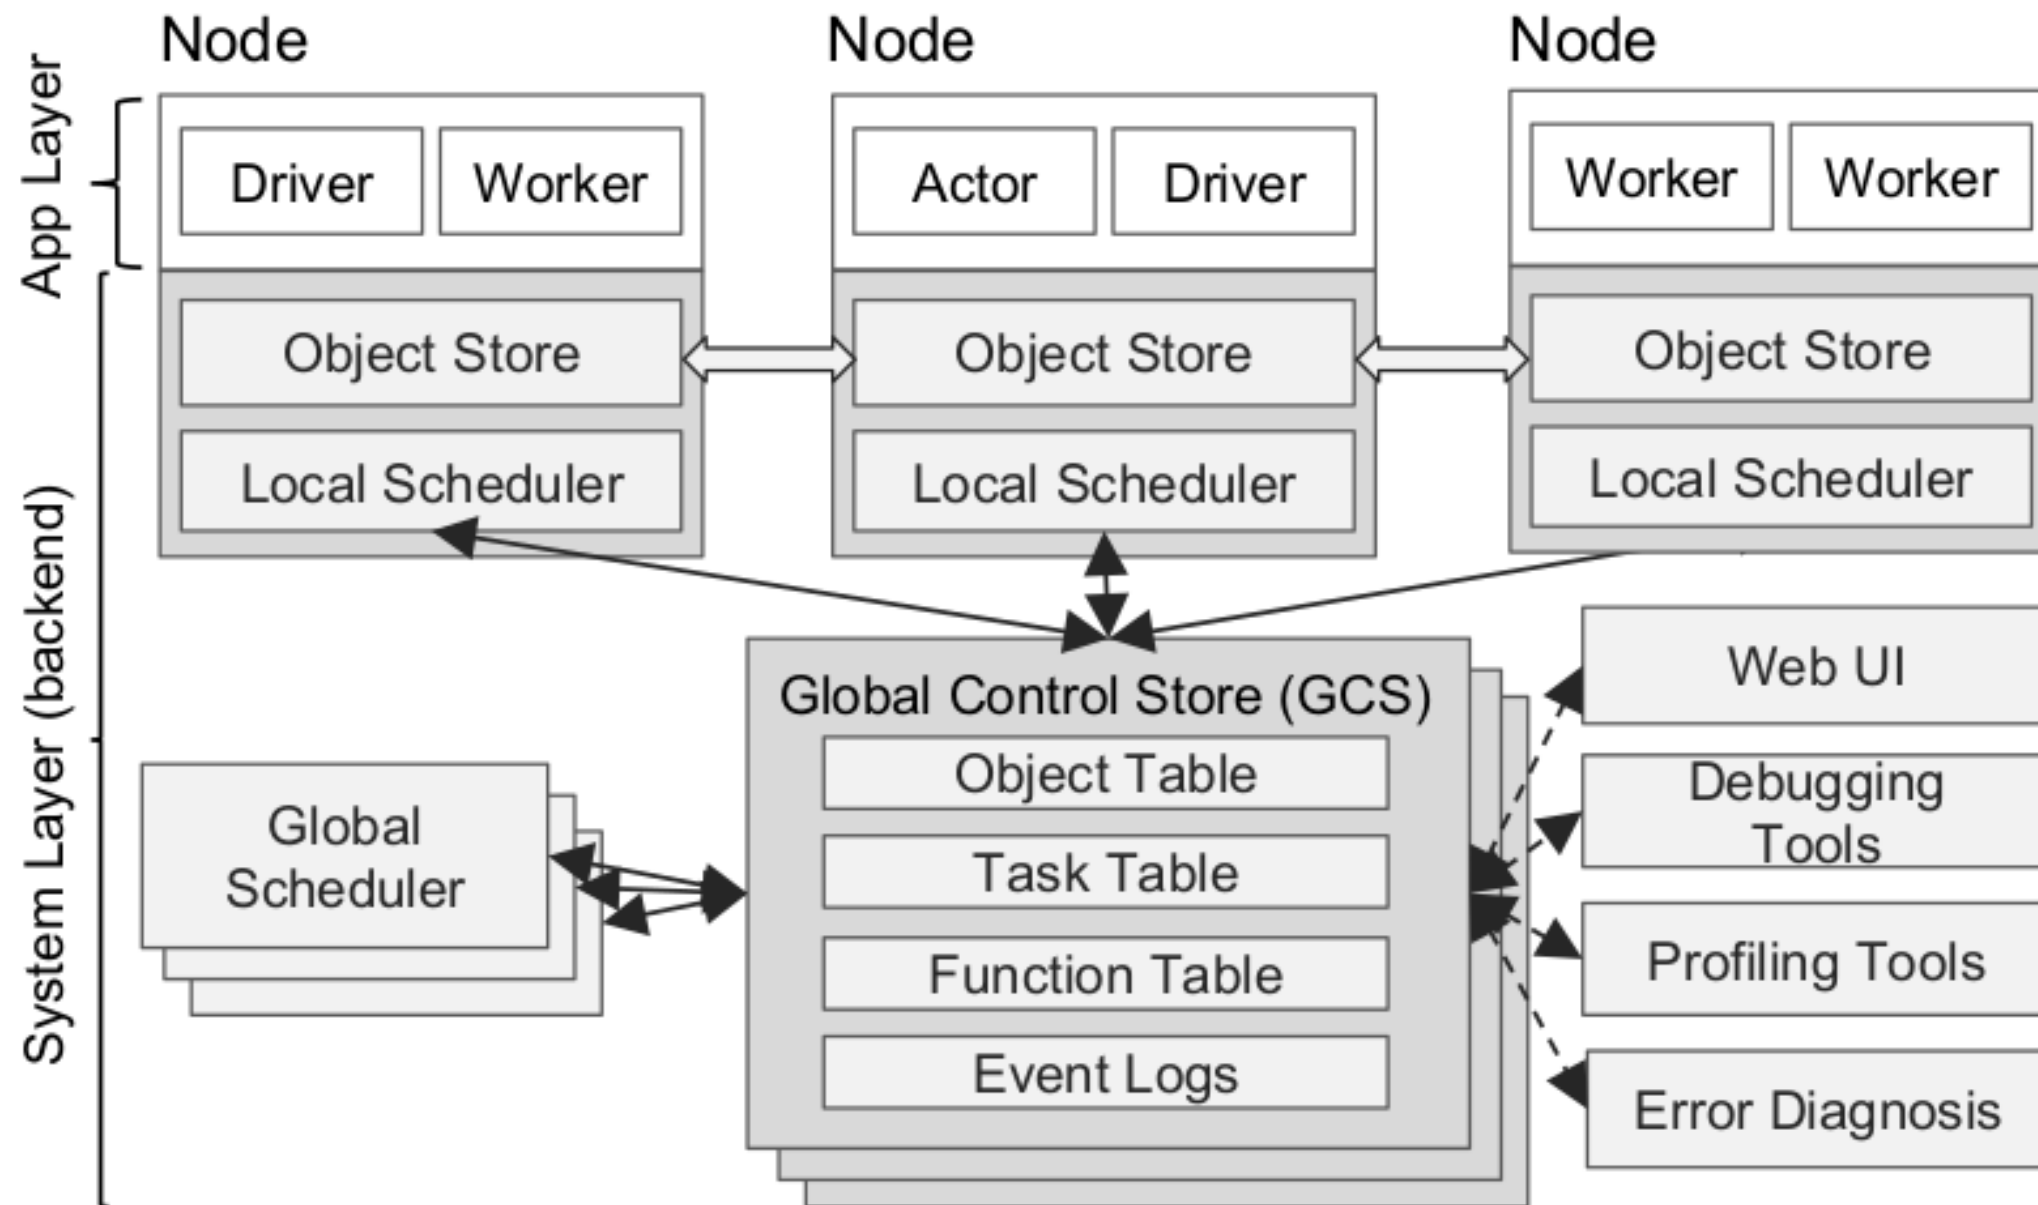 Node
Node
Node
App Layer
Driver
Worker
Actor
Driver
Worker
Worker
Object Store
Object Store
Object Store
Local Scheduler
Local Scheduler
Local Scheduler
System Layer (backend)
Global Control Store (GCS)
Object Table
Task Table
Function Table
Event Logs
Global
Scheduler
Web UI
Debugging
Tools
Profiling Tools
Error Diagnosis